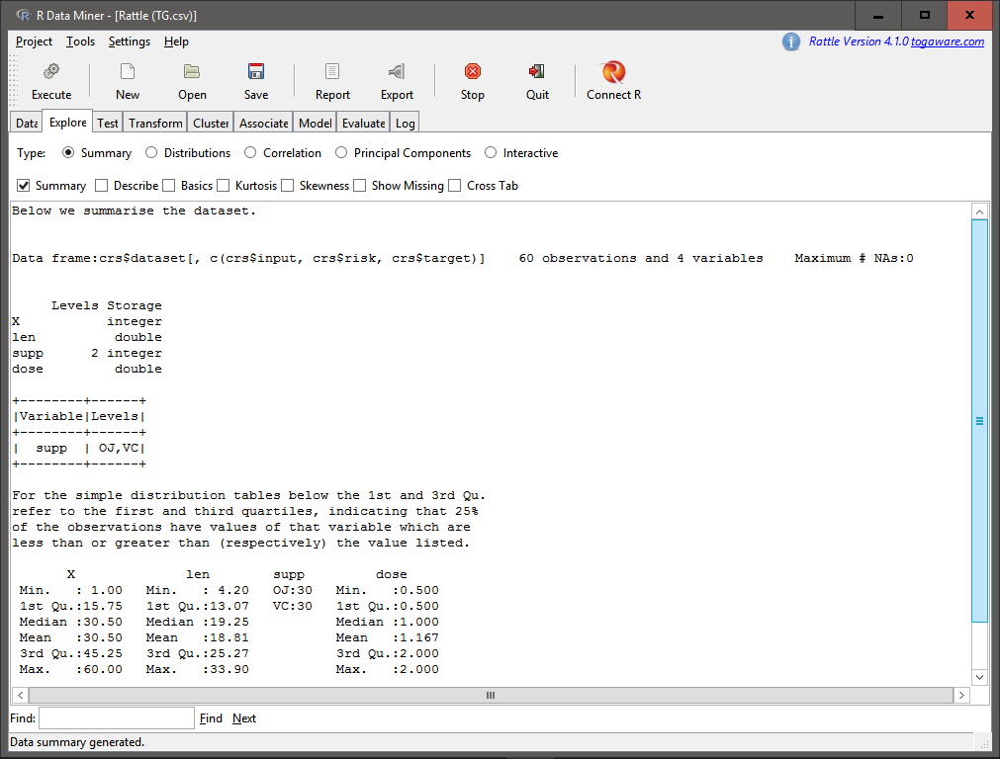 R Data Miner - [Rattle (TG.csv)]
Project Tools Settings Help
Rattle Version 4.1.0 togaware.com
Execute New Open Save Report Export Stop Quit Connect R
Data Explore Test Transform Cluster Associate Model Evaluate Log
Type: Summary Distributions Correlation Principal Components Interactive
Summary Describe Basics Kurtosis Skewness Show Missing Cross Tab
Below we summarise the dataset.
Data frame:crs$dataset[, c(crs$input, crs$risk, crs$target)]    60 observations and 4 variables    Maximum # NAs:0
     Levels Storage
X           integer
len          double
supp      2 integer
dose         double
+--------+------+
|Variable|Levels|
+--------+------+
|  supp  | OJ,VC|
+--------+------+
For the simple distribution tables below the 1st and 3rd Qu.
refer to the first and third quartiles, indicating that 25%
of the observations have values of that variable which are
less than or greater than (respectively) the value listed.
       X              len        supp         dose
 Min.   : 1.00   Min.   : 4.20   OJ:30   Min.   :0.500
 1st Qu.:15.75   1st Qu.:13.07   VC:30   1st Qu.:0.500
 Median :30.50   Median :19.25           Median :1.000
 Mean   :30.50   Mean   :18.81           Mean   :1.167
 3rd Qu.:45.25   3rd Qu.:25.27           3rd Qu.:2.000
 Max.   :60.00   Max.   :33.90           Max.   :2.000
Find: Find Next
Data summary generated.